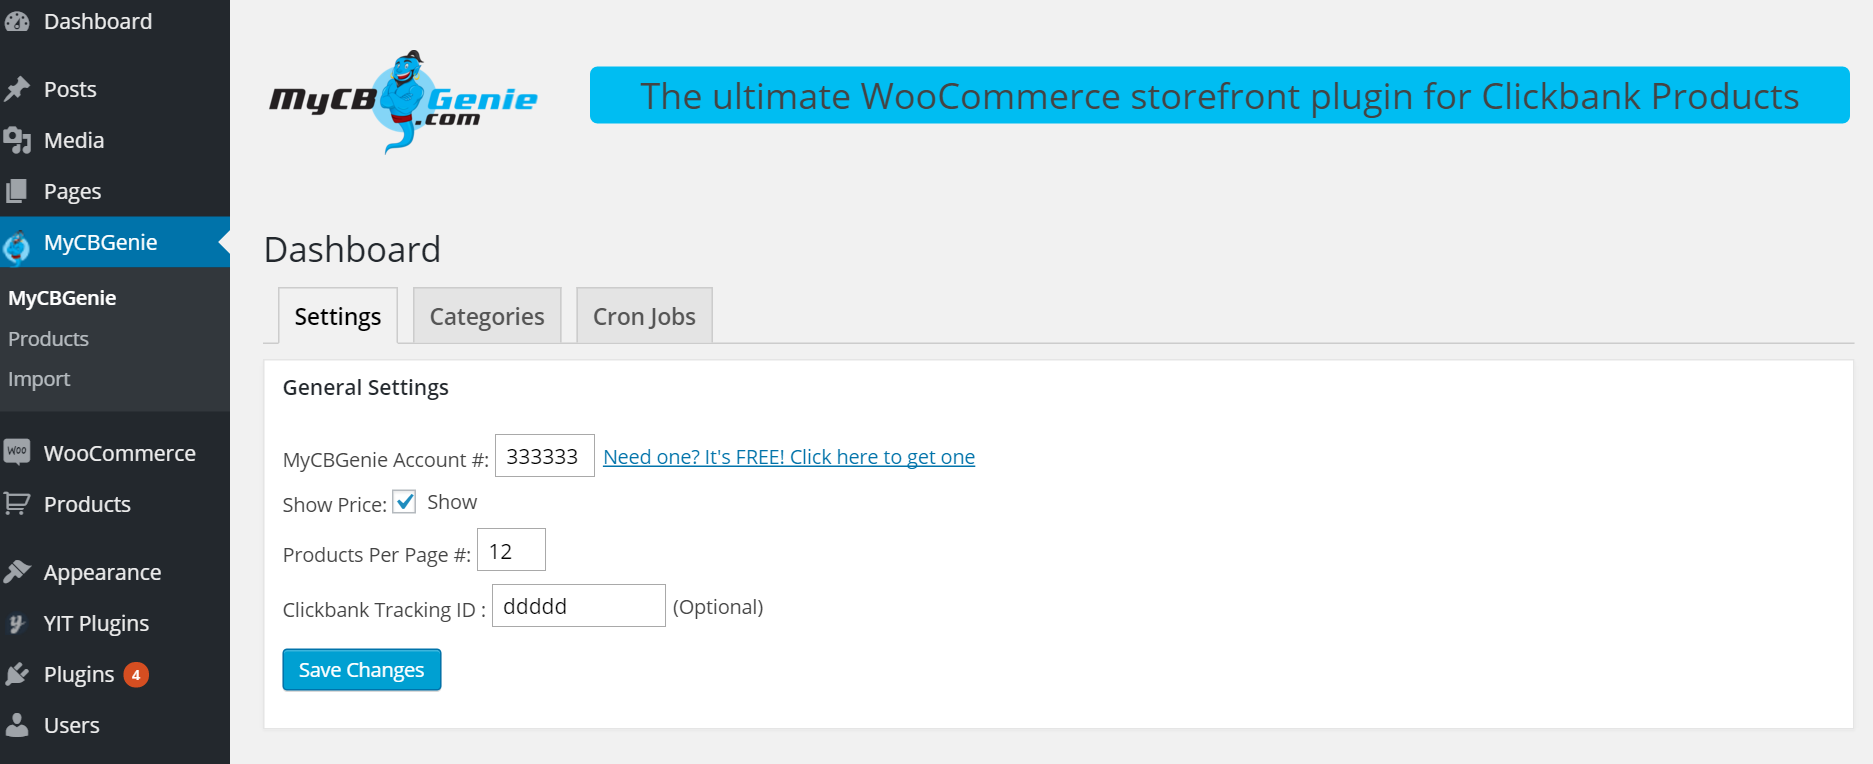 Dashboard
Posts
Media
Pages
MyCBGenie
MyCBGenie
Products
Import
WOO WooCommerce
Products
Appearance
YIT Plugins
Plugins 4
Users
MyCB Genie
.com
The ultimate WooCommerce storefront plugin for Clickbank Products
Dashboard
Settings Categories Cron Jobs
General Settings
MyCBGenie Account #: 333333 Need one? It's FREE! Click here to get one
Show Price: Show
Products Per Page #: 12
Clickbank Tracking ID : ddddd (Optional)
Save Changes